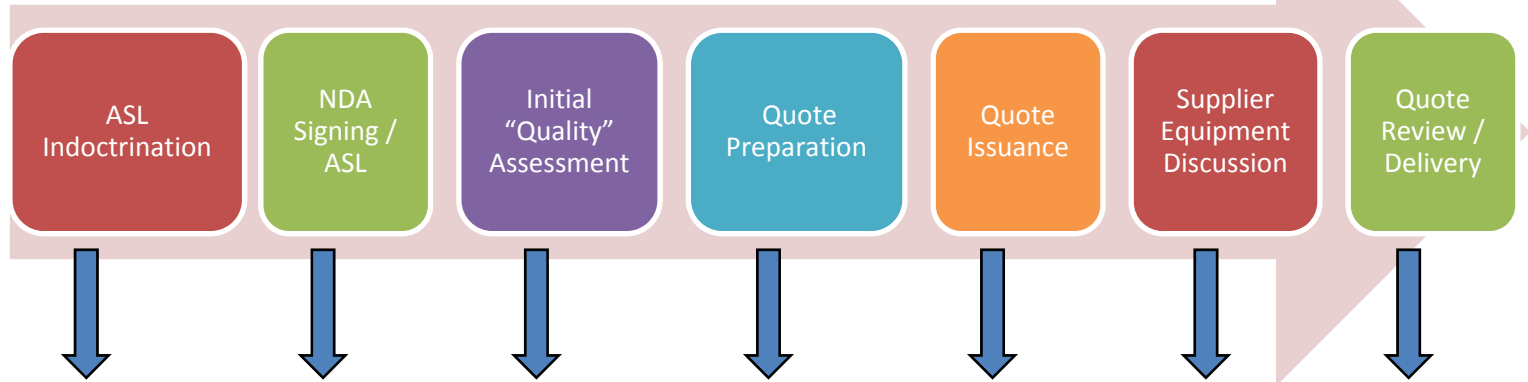 ASL
Indoctrination
NDA
Signing /
ASL
Initial
“Quality”
Assessment
Quote
Preparation
Quote
Issuance
Supplier
Equipment
Discussion
Quote
Review /
Delivery